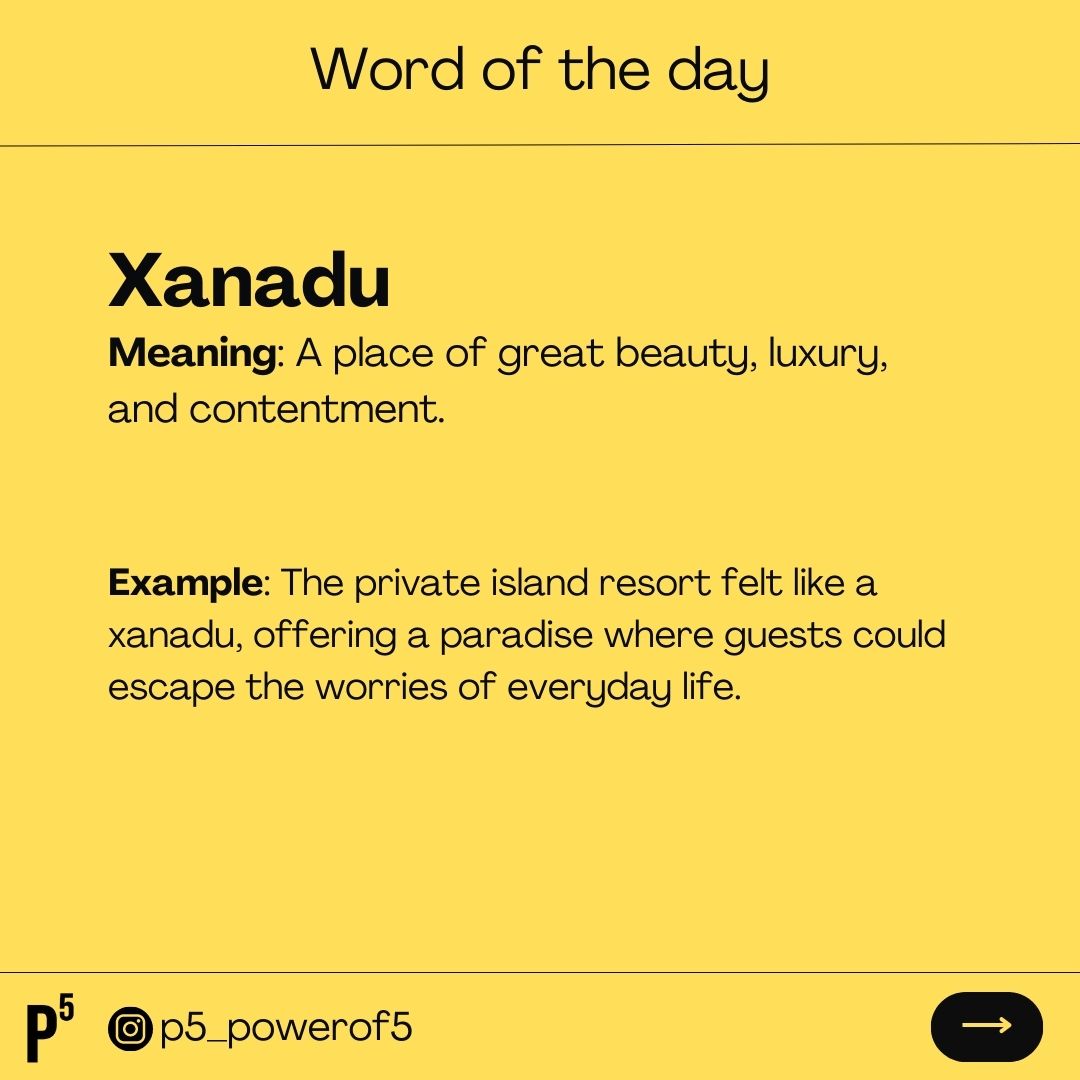 Word of the day
Xanadu
Meaning: A place of great beauty, luxury,
and contentment.
Example: The private island resort felt like a
xanadu, offering a paradise where guests could
escape the worries of everyday life.
P⁵ p5_powerof5